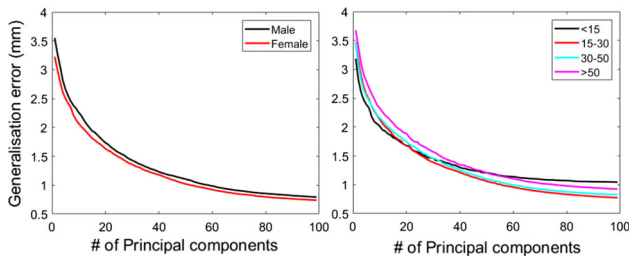 Generalisation error (mm)
4
3.5
3
2.5
2
1.5
1
0.5
0 20 40 60 80 100
# of Principal components
Male
Female
4
3.5
3
2.5
2
1.5
1
0.5
0 20 40 60 80 100
# of Principal components
<15
15-30
30-50
>50